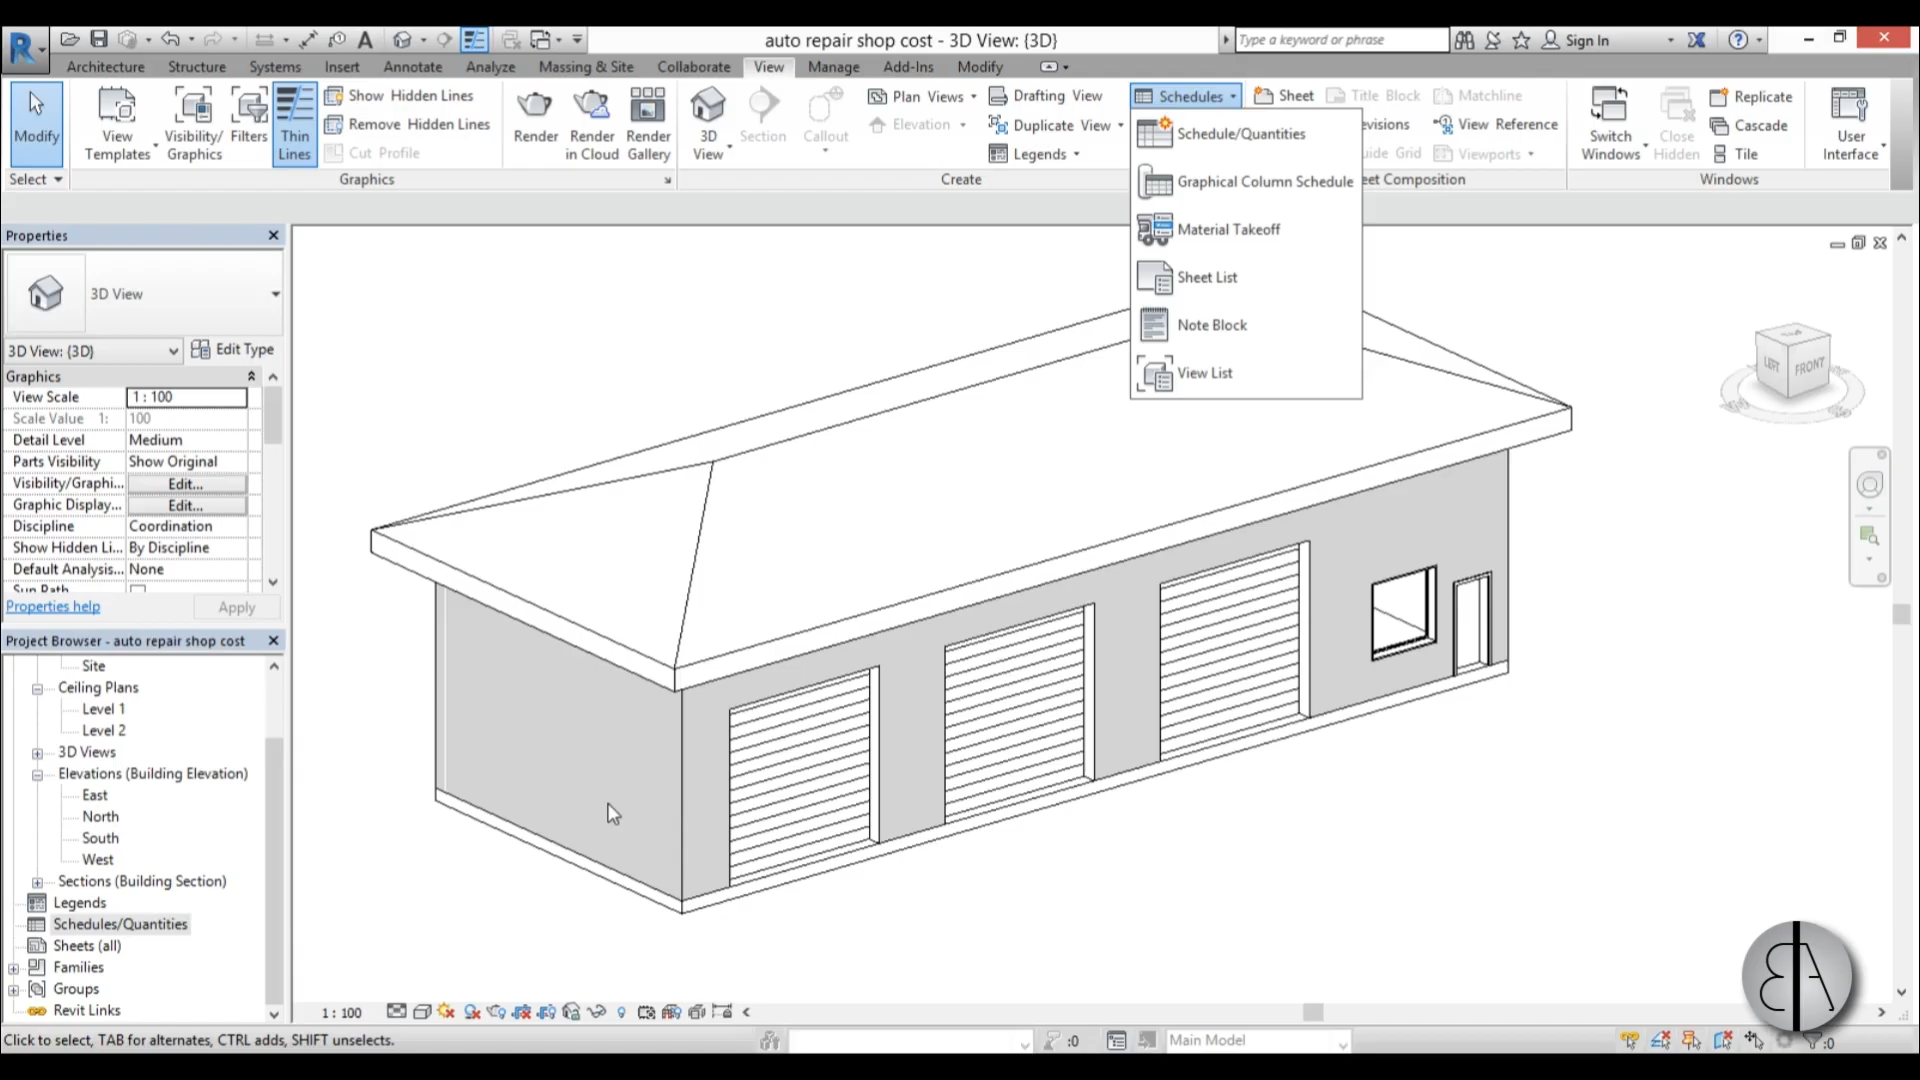 auto repair shop cost - 3D View: {3D}
Type a keyword or phrase
Sign In
Architecture Structure Systems Insert Annotate Analyze Massing & Site Collaborate View Manage Add-Ins Modify
Modify
View Templates
Visibility/ Graphics
Filters
Thin Lines
Show Hidden Lines
Remove Hidden Lines
Cut Profile
Render
Render in Cloud
Render Gallery
3D View
Section
Callout
Plan Views
Elevation
Drafting View
Duplicate View
Legends
Schedules
Sheet
Title Block
Matchline
evisions
View Reference
uide Grid
Viewports
Switch Windows
Close Hidden
Replicate
Cascade
Tile
User Interface
Select
Graphics
Create
eet Composition
Windows
Schedule/Quantities
Graphical Column Schedule
Material Takeoff
Sheet List
Note Block
View List
Properties
3D View
3D View: {3D}
Edit Type
Graphics
View Scale 1 : 100
Scale Value 1: 100
Detail Level Medium
Parts Visibility Show Original
Visibility/Graphi... Edit...
Graphic Display... Edit...
Discipline Coordination
Show Hidden Li... By Discipline
Default Analysis... None
Sun Path
Properties help
Apply
Project Browser - auto repair shop cost
Site
Ceiling Plans
Level 1
Level 2
3D Views
Elevations (Building Elevation)
East
North
South
West
Sections (Building Section)
Legends
Schedules/Quantities
Sheets (all)
Families
Groups
Revit Links
TOP
LEFT
FRONT
1 : 100
Click to select, TAB for alternates, CTRL adds, SHIFT unselects.
:0
Main Model
:0